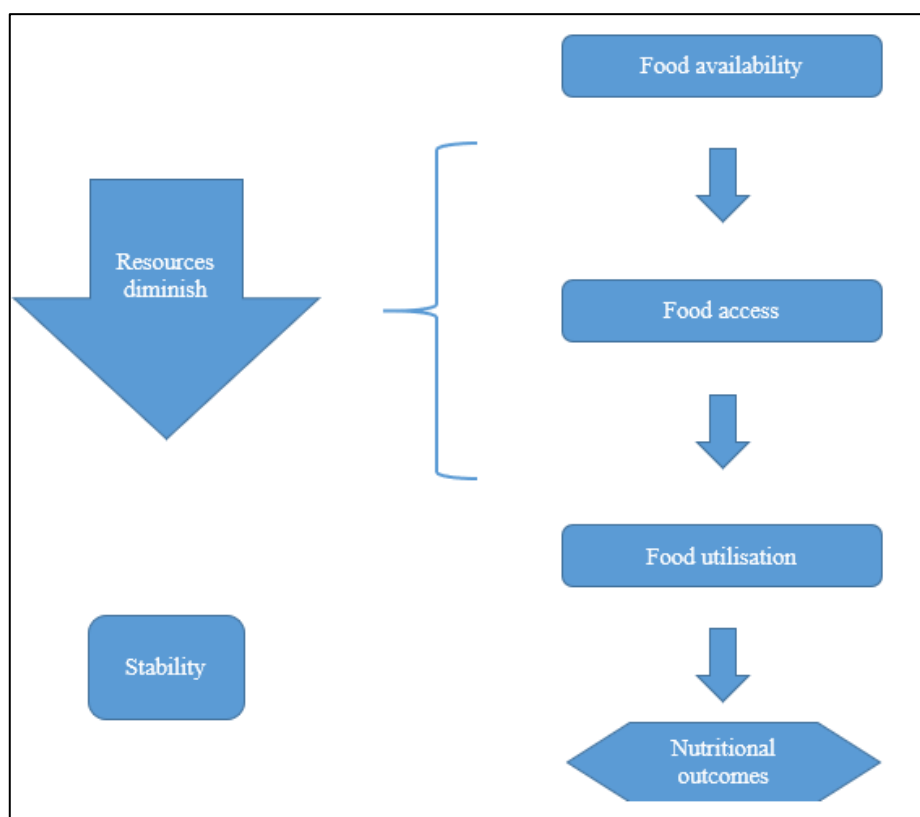 Food availability
Resources
diminish
Food access
Food utilisation
Stability
Nutritional
outcomes